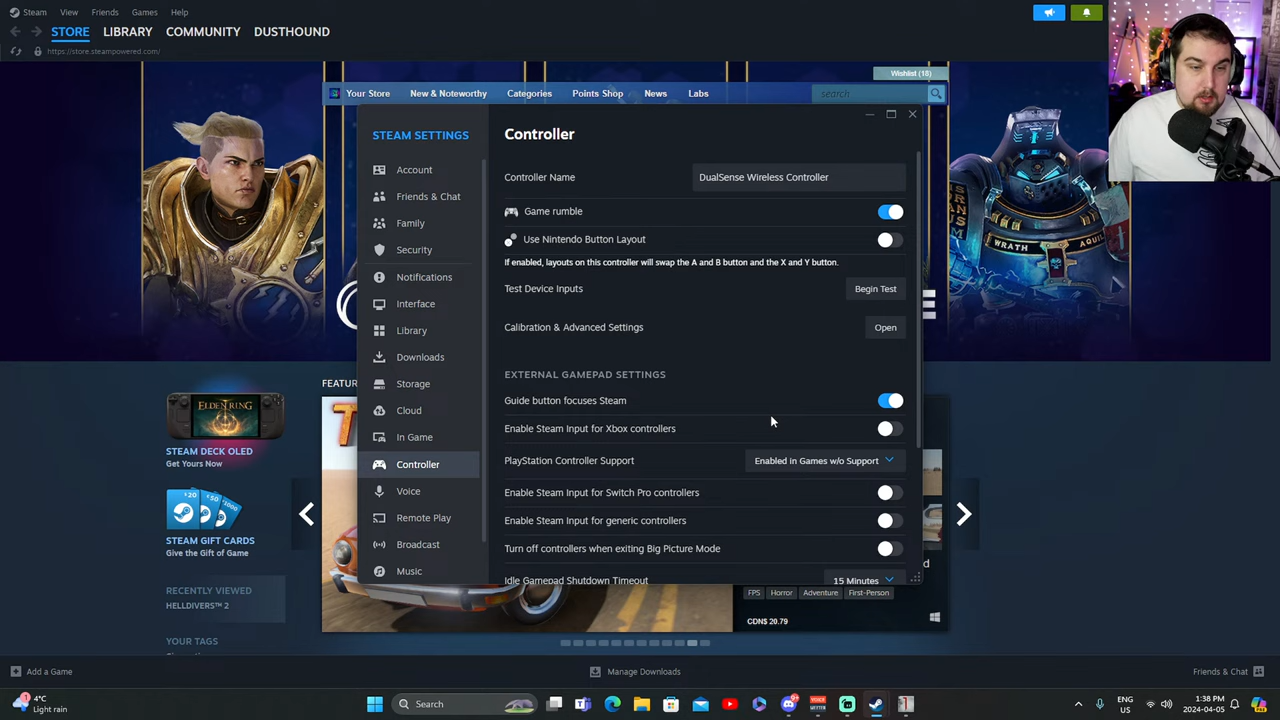 Steam View Friends Games Help
STORE LIBRARY COMMUNITY DUSTHOUND
https://store.steampowered.com/
Wishlist (15)
Your Store New & Noteworthy Categories Points Shop News Labs search
STEAM SETTINGS
Account
Friends & Chat
Family
Security
Notifications
Interface
Library
Downloads
Storage
Cloud
In Game
Controller
Voice
Remote Play
Broadcast
Music
Controller
Controller Name DualSense Wireless Controller
Game rumble
Use Nintendo Button Layout
If enabled, layouts on this controller will swap the A and B button and the X and Y button.
Test Device Inputs Begin Test
Calibration & Advanced Settings Open
EXTERNAL GAMEPAD SETTINGS
Guide button focuses Steam
Enable Steam Input for Xbox controllers
PlayStation Controller Support Enabled in Games w/o Support
Enable Steam Input for Switch Pro controllers
Enable Steam Input for generic controllers
Turn off controllers when exiting Big Picture Mode
Idle Gamepad Shutdown Timeout 15 Minutes
WRATH AQUIL
ELDEN RING
STEAM DECK OLED
Get Yours Now
$20 $50 $100
STEAM GIFT CARDS
Give the Gift of Game
RECENTLY VIEWED
HELLDIVERS™ 2
YOUR TAGS
FPS Horror Adventure First-Person
CDN$ 20.79
Add a Game Manage Downloads Friends & Chat
4°C
Light rain
Search
ENG
US
1:38 PM
2024-04-05